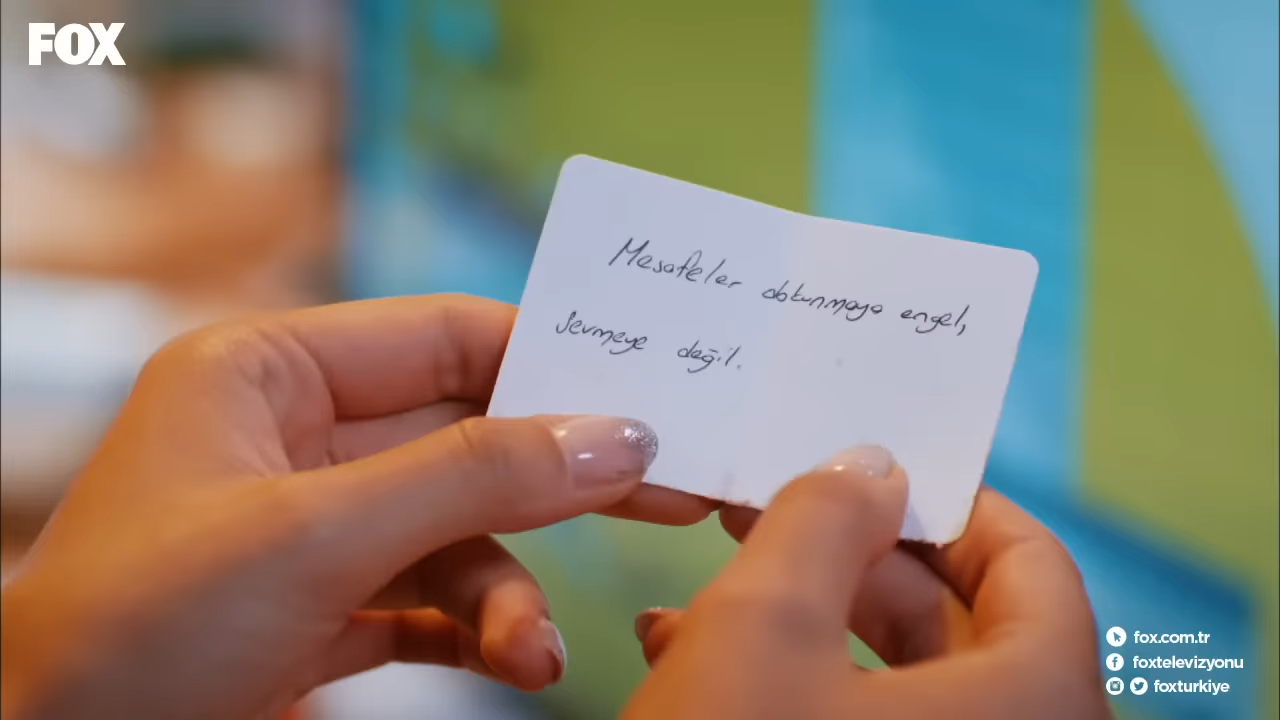 FOX
Mesafeler dokunmaya engel,
Sevmeye değil.
fox.com.tr
foxtelevizyonu
foxturkiye